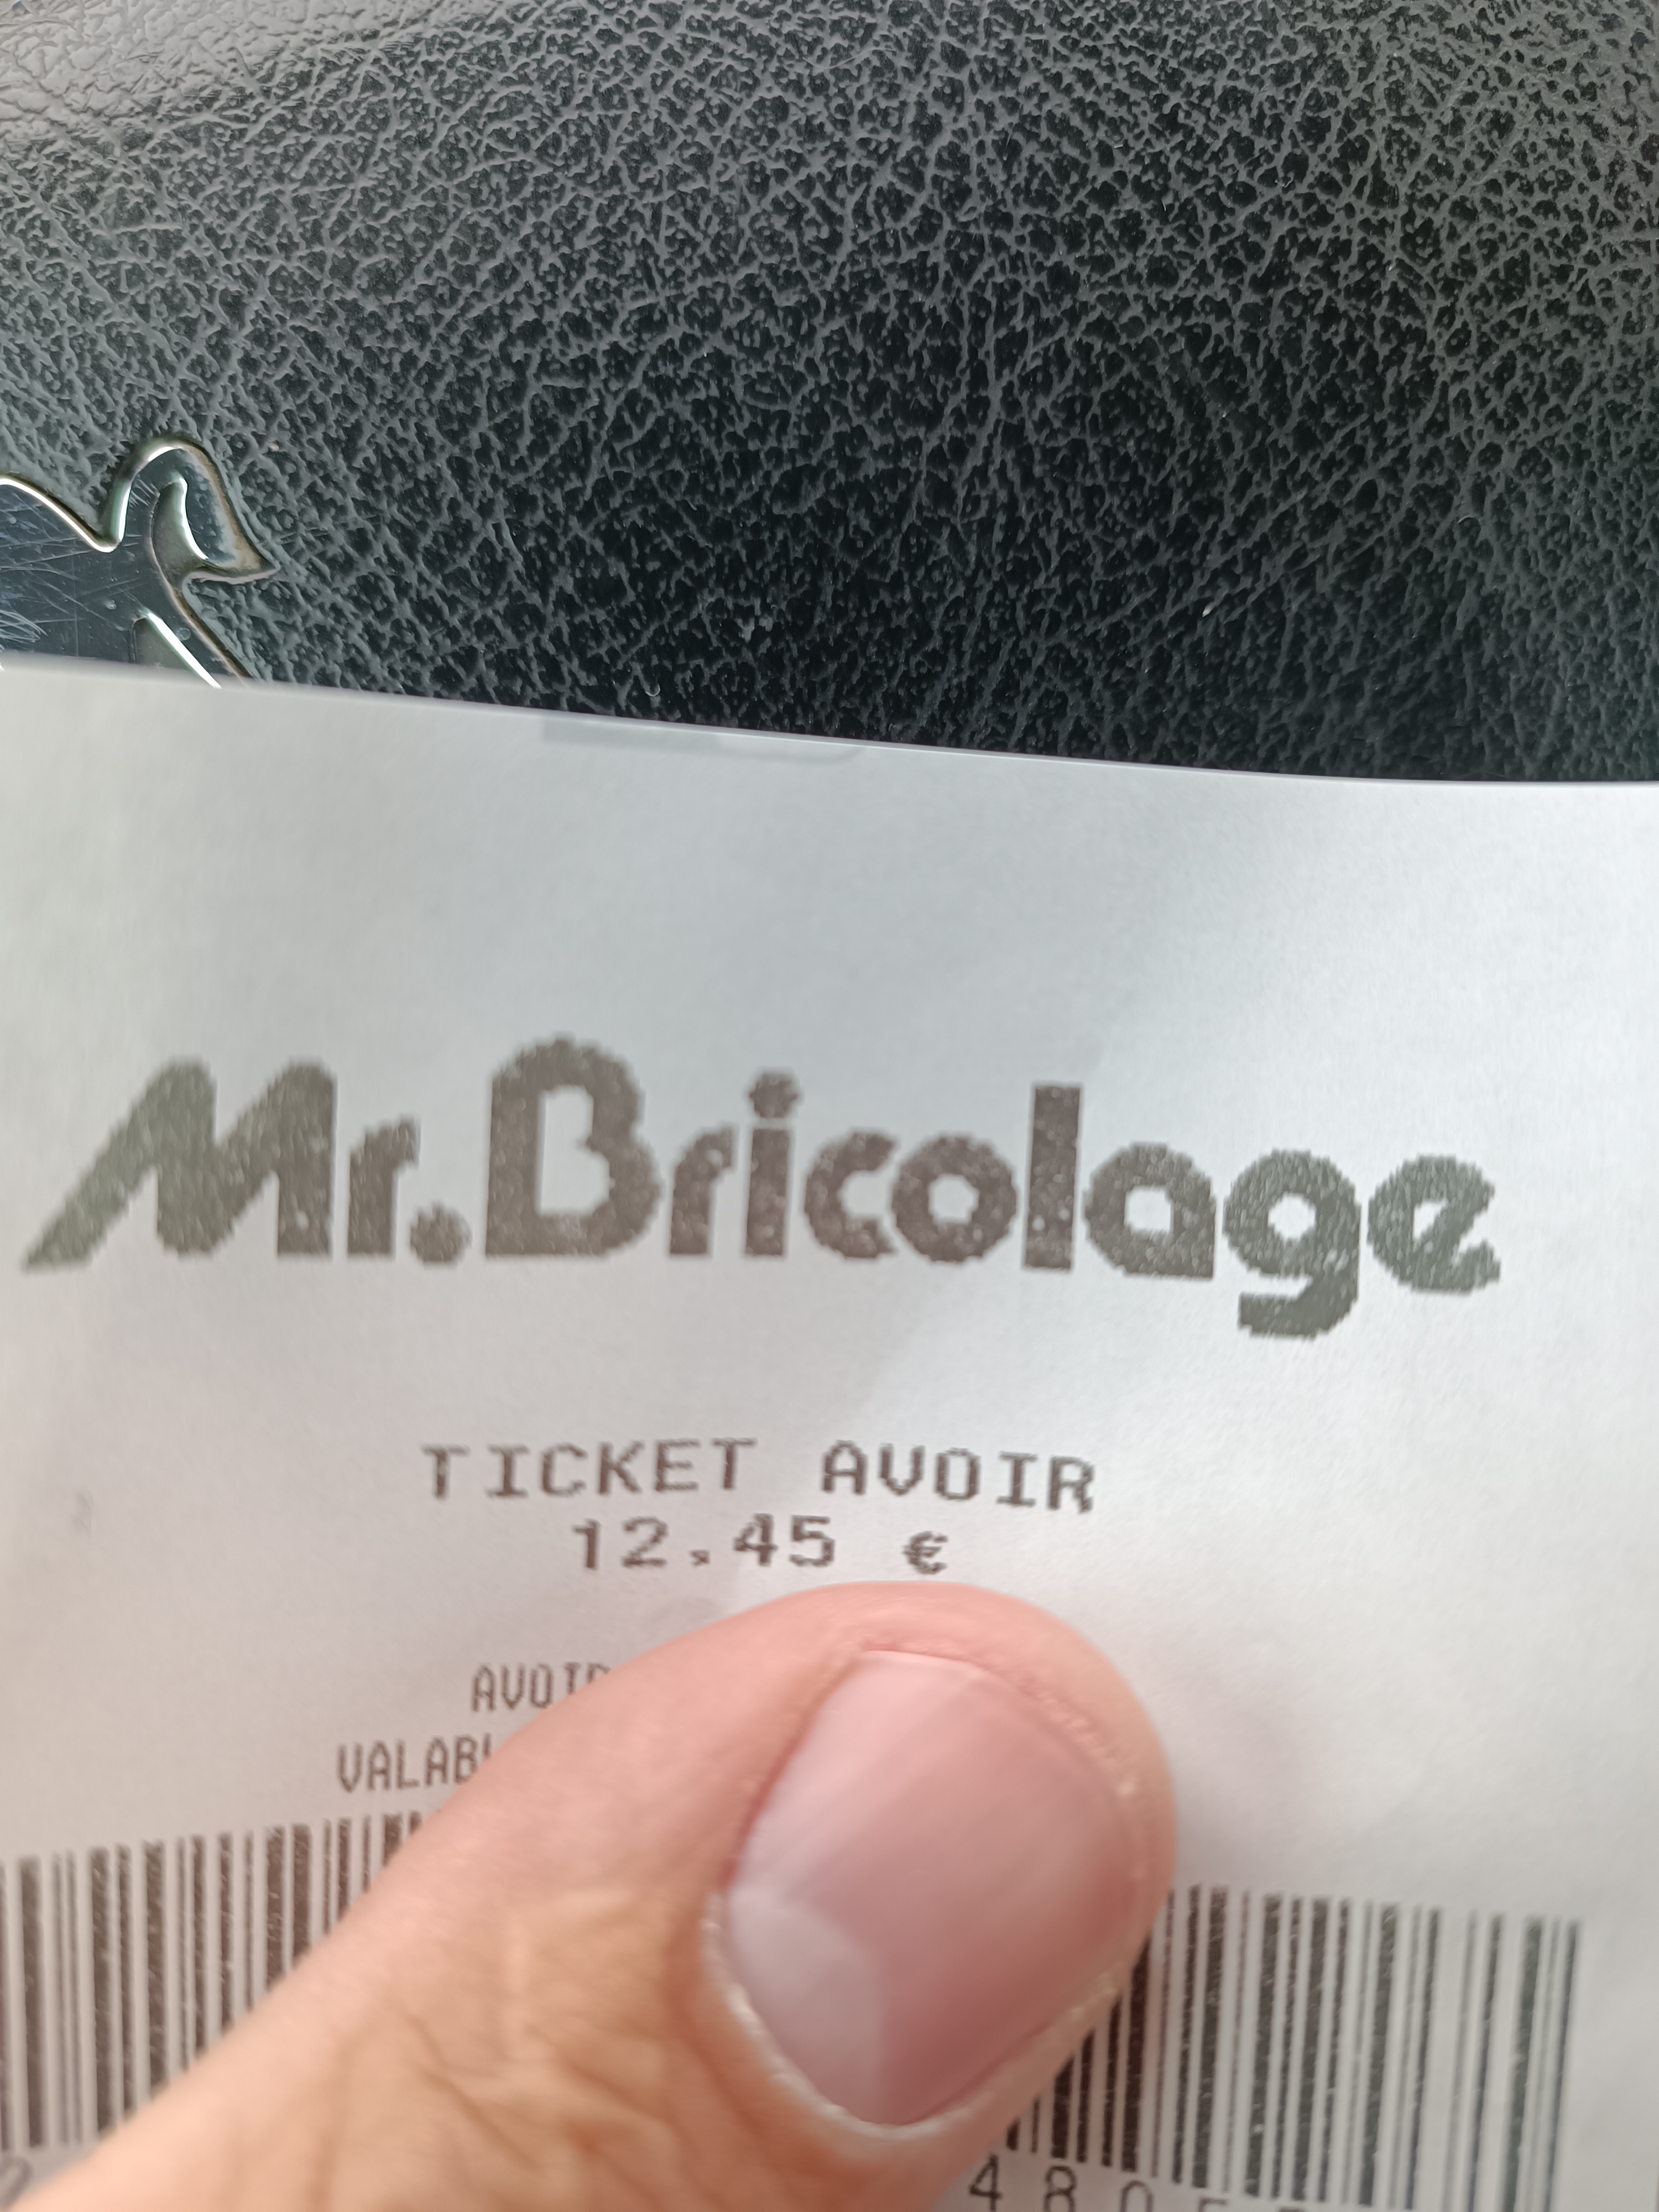 Mr.Bricolage
TICKET AVOIR
12.45 €